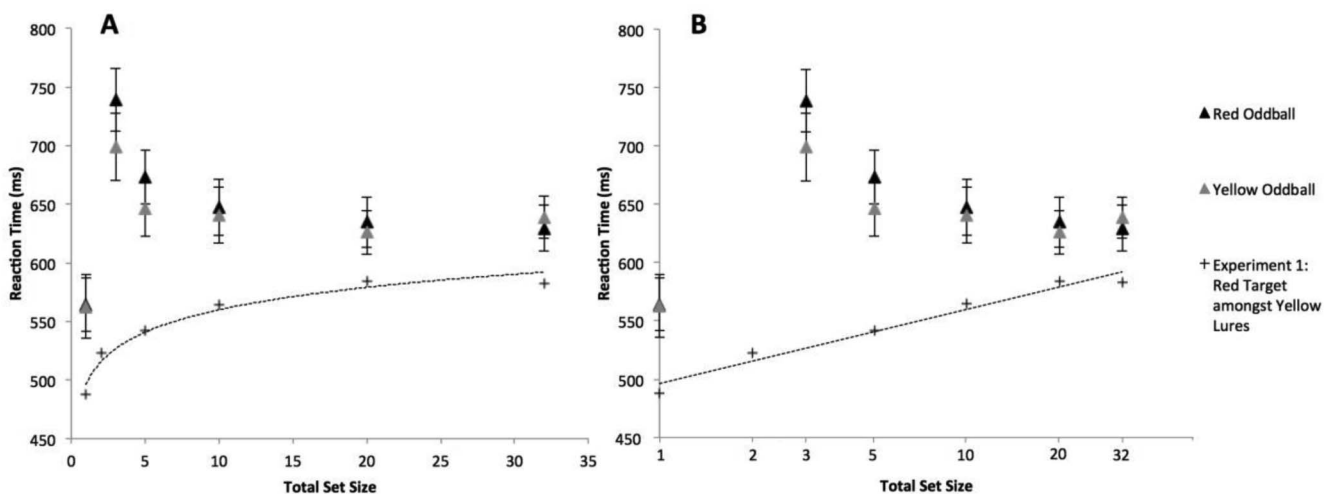 A
800
750
700
650
600
550
500
450
Reaction Time (ms)
0 5 10 15 20 25 30 35
Total Set Size
B
800
750
700
650
600
550
500
450
Reaction Time (ms)
1 2 3 5 10 20 32
Total Set Size
Red Oddball
Yellow Oddball
Experiment 1:
Red Target
amongst Yellow
Lures